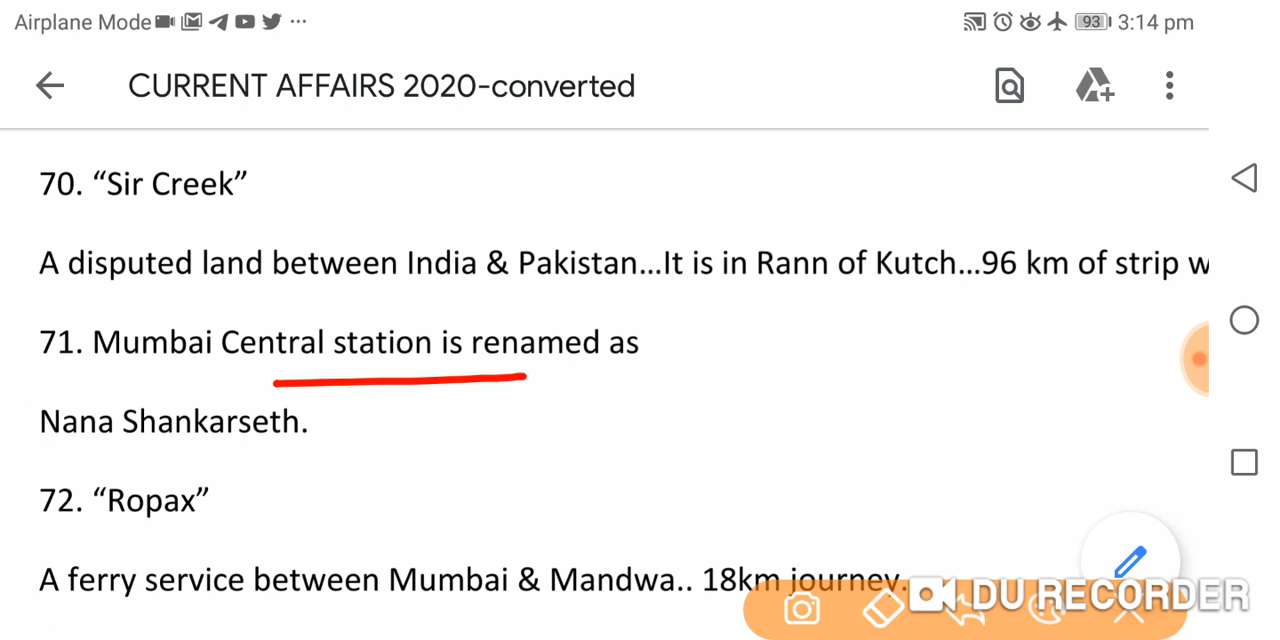 Airplane Mode ... 93 3:14 pm
CURRENT AFFAIRS 2020-converted
70. “Sir Creek”
A disputed land between India & Pakistan...It is in Rann of Kutch...96 km of strip w
71. Mumbai Central station is renamed as
Nana Shankarseth.
72. “Ropax”
A ferry service between Mumbai & Mandwa.. 18km journey.
DU RECORDER